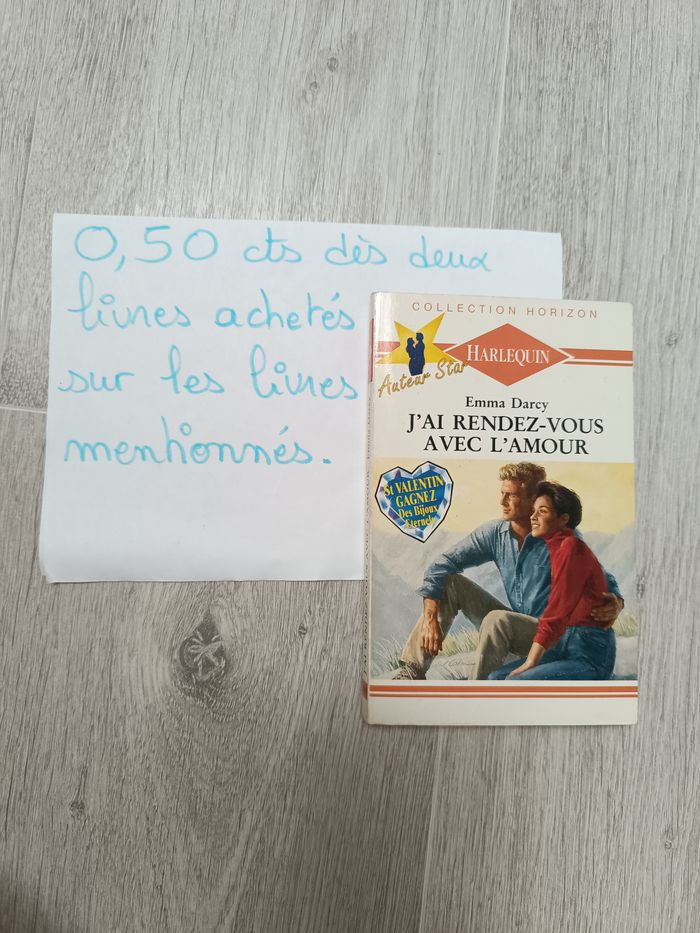 0,50 cts dès deux
livres achetés
sur les livres
mentionnés.
COLLECTION HORIZON
HARLEQUIN
Auteur Star
Emma Darcy
J'AI RENDEZ-VOUS
AVEC L'AMOUR
St VALENTIN
GAGNEZ
Des Bijoux
Eternels